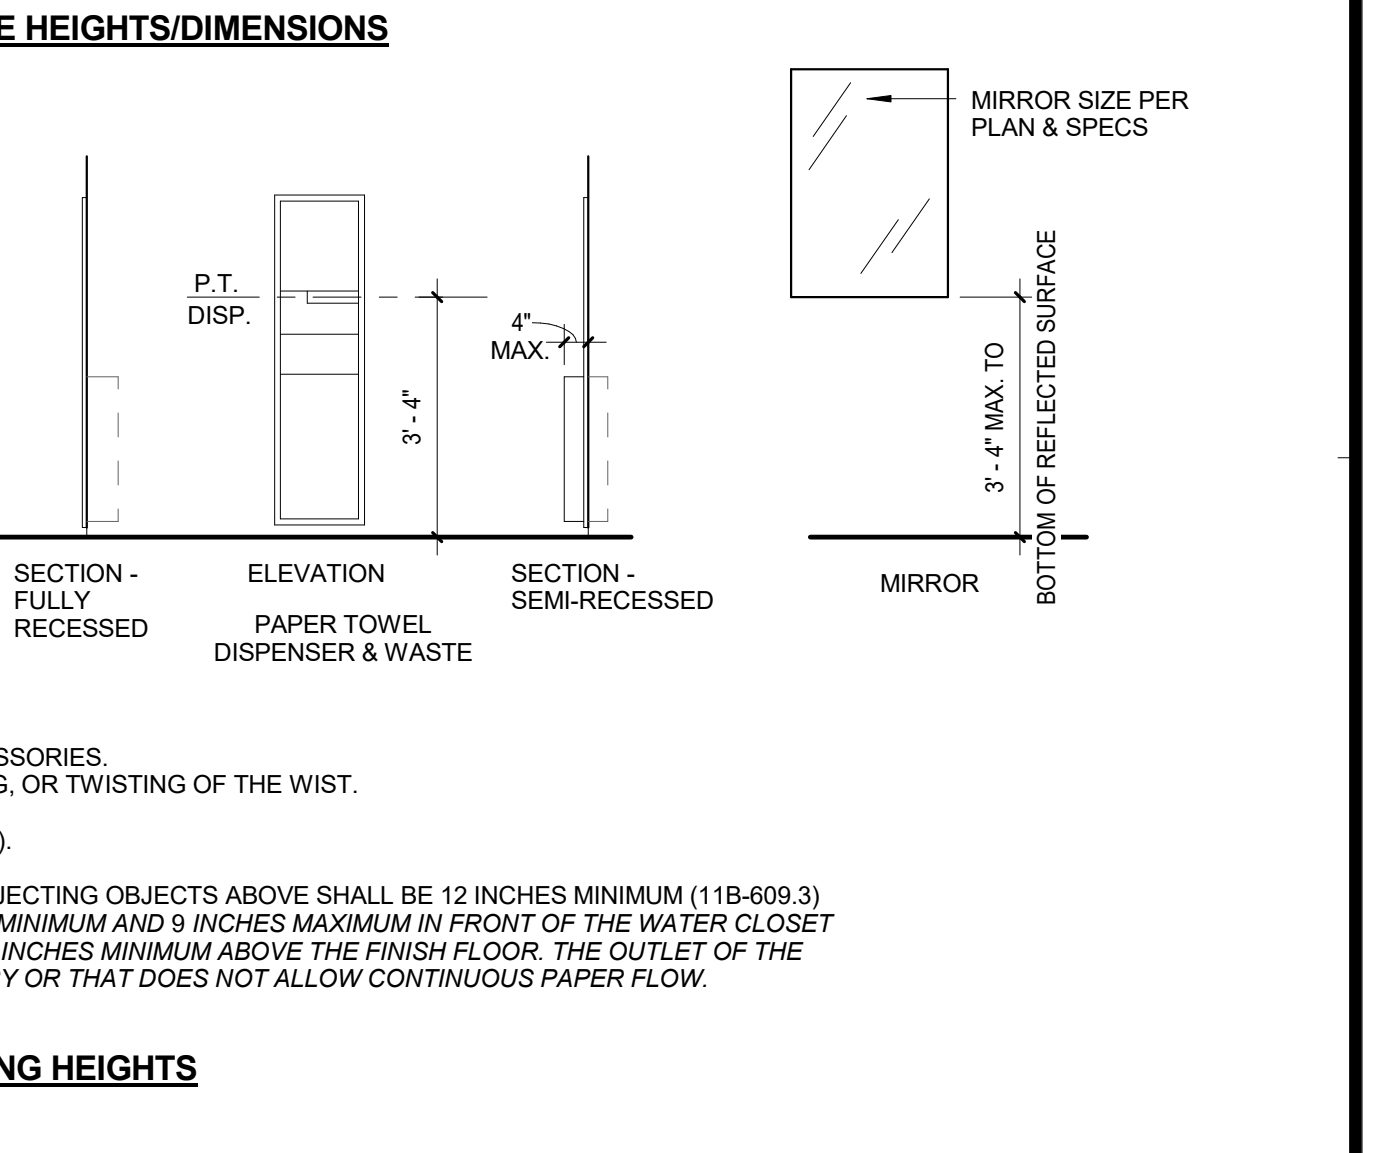 E HEIGHTS/DIMENSIONS
MIRROR SIZE PER
PLAN & SPECS
P.T.
DISP.
4"
MAX.
3' - 4"
3' - 4" MAX. TO
BOTTOM OF REFLECTED SURFACE
SECTION -
FULLY
RECESSED
ELEVATION
PAPER TOWEL
DISPENSER & WASTE
SECTION -
SEMI-RECESSED
MIRROR
SSORIES.
G, OR TWISTING OF THE WIST.
).
JECTING OBJECTS ABOVE SHALL BE 12 INCHES MINIMUM (11B-609.3)
MINIMUM AND 9 INCHES MAXIMUM IN FRONT OF THE WATER CLOSET
INCHES MINIMUM ABOVE THE FINISH FLOOR. THE OUTLET OF THE
Y OR THAT DOES NOT ALLOW CONTINUOUS PAPER FLOW.
NG HEIGHTS